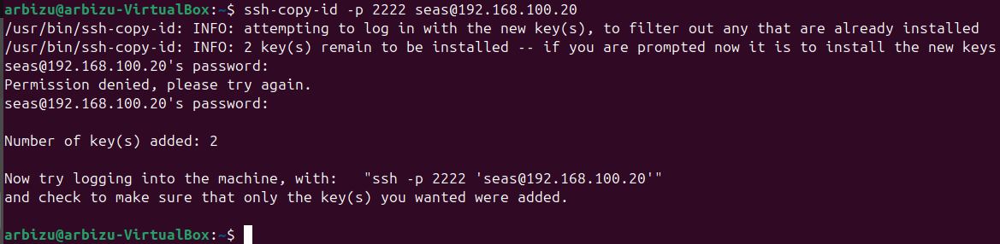 arbizu@arbizu-VirtualBox:~$ ssh-copy-id -p 2222 seas@192.168.100.20
/usr/bin/ssh-copy-id: INFO: attempting to log in with the new key(s), to filter out any that are already installed
/usr/bin/ssh-copy-id: INFO: 2 key(s) remain to be installed -- if you are prompted now it is to install the new keys
seas@192.168.100.20's password:
Permission denied, please try again.
seas@192.168.100.20's password:
Number of key(s) added: 2
Now try logging into the machine, with:   "ssh -p 2222 'seas@192.168.100.20'"
and check to make sure that only the key(s) you wanted were added.
arbizu@arbizu-VirtualBox:~$